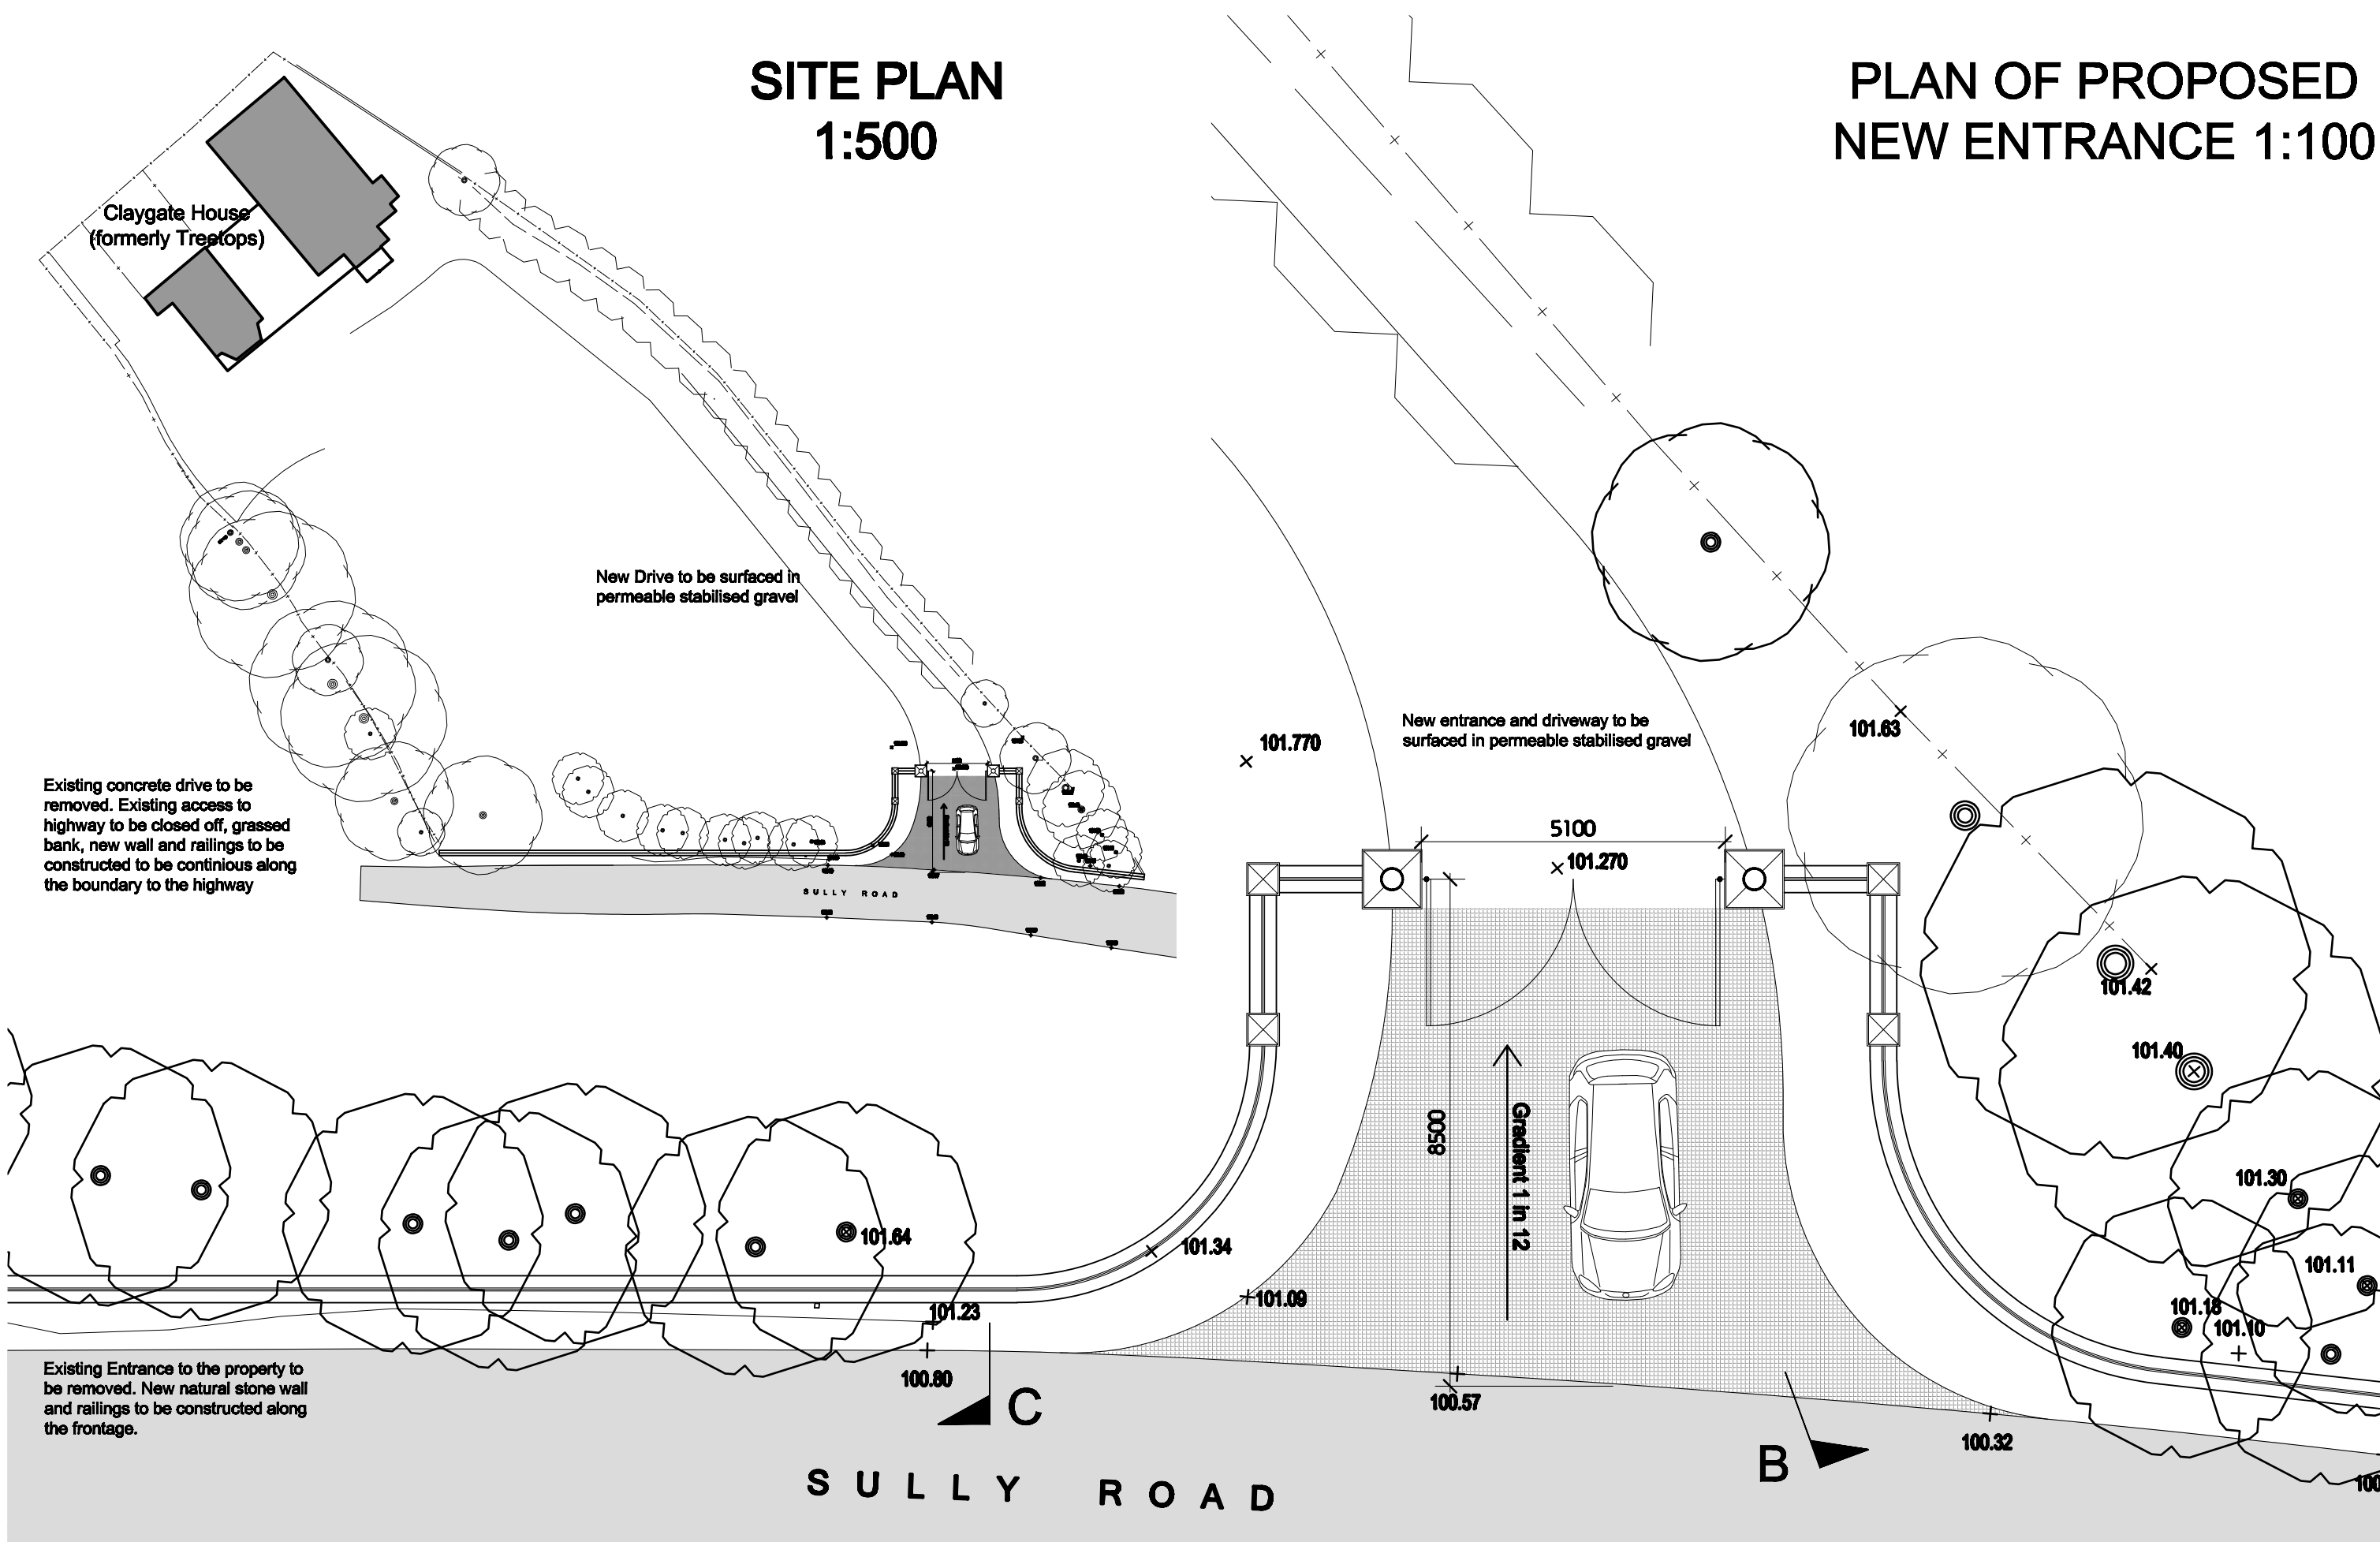 SITE PLAN
1:500
PLAN OF PROPOSED
NEW ENTRANCE 1:100
Claygate House
(formerly Treetops)
New Drive to be surfaced in
permeable stabilised gravel
Existing concrete drive to be
removed. Existing access to
highway to be closed off, grassed
bank, new wall and railings to be
constructed to be continious along
the boundary to the highway
SULLY ROAD
New entrance and driveway to be
surfaced in permeable stabilised gravel
101.770
101.63
5100
101.270
101.42
101.40
8500
Gradient 1 in 12
101.30
101.64
101.34
101.11
101.09
101.23
101.18
101.10
100.80
100.57
100.32
C
B
Existing Entrance to the property to
be removed. New natural stone wall
and railings to be constructed along
the frontage.
SULLY ROAD